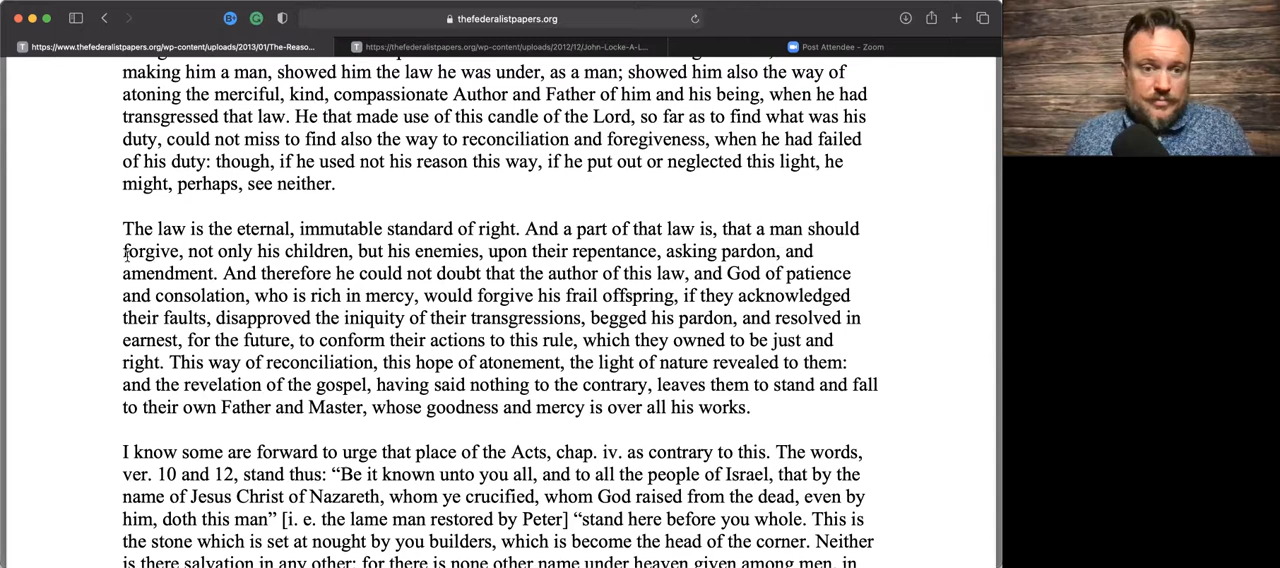 thefederalistpapers.org
https://www.thefederalistpapers.org/wp-content/uploads/2013/01/The-Reaso...
https://thefederalistpapers.org/wp-content/uploads/2012/12/John-Locke-A-L...
Post Attendee - Zoom
making him a man, showed him the law he was under, as a man; showed him also the way of
atoning the merciful, kind, compassionate Author and Father of him and his being, when he had
transgressed that law. He that made use of this candle of the Lord, so far as to find what was his
duty, could not miss to find also the way to reconciliation and forgiveness, when he had failed
of his duty: though, if he used not his reason this way, if he put out or neglected this light, he
might, perhaps, see neither.
The law is the eternal, immutable standard of right. And a part of that law is, that a man should
forgive, not only his children, but his enemies, upon their repentance, asking pardon, and
amendment. And therefore he could not doubt that the author of this law, and God of patience
and consolation, who is rich in mercy, would forgive his frail offspring, if they acknowledged
their faults, disapproved the iniquity of their transgressions, begged his pardon, and resolved in
earnest, for the future, to conform their actions to this rule, which they owned to be just and
right. This way of reconciliation, this hope of atonement, the light of nature revealed to them:
and the revelation of the gospel, having said nothing to the contrary, leaves them to stand and fall
to their own Father and Master, whose goodness and mercy is over all his works.
I know some are forward to urge that place of the Acts, chap. iv. as contrary to this. The words,
ver. 10 and 12, stand thus: “Be it known unto you all, and to all the people of Israel, that by the
name of Jesus Christ of Nazareth, whom ye crucified, whom God raised from the dead, even by
him, doth this man” [i. e. the lame man restored by Peter] “stand here before you whole. This is
the stone which is set at nought by you builders, which is become the head of the corner. Neither
is there salvation in any other: for there is none other name under heaven given among men, in